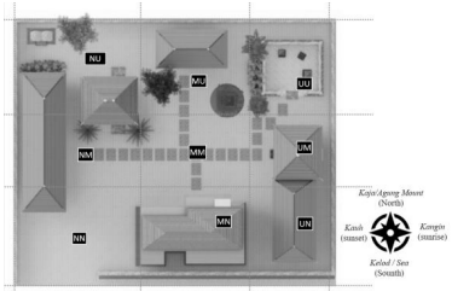 NU
MU
UU
NM
MM
UM
NN
MN
UN
Kaja/Agung Mount
(North)
Kauh
(sunset)
Kangin
(sunrise)
Kelod / Sea
(Sounth)